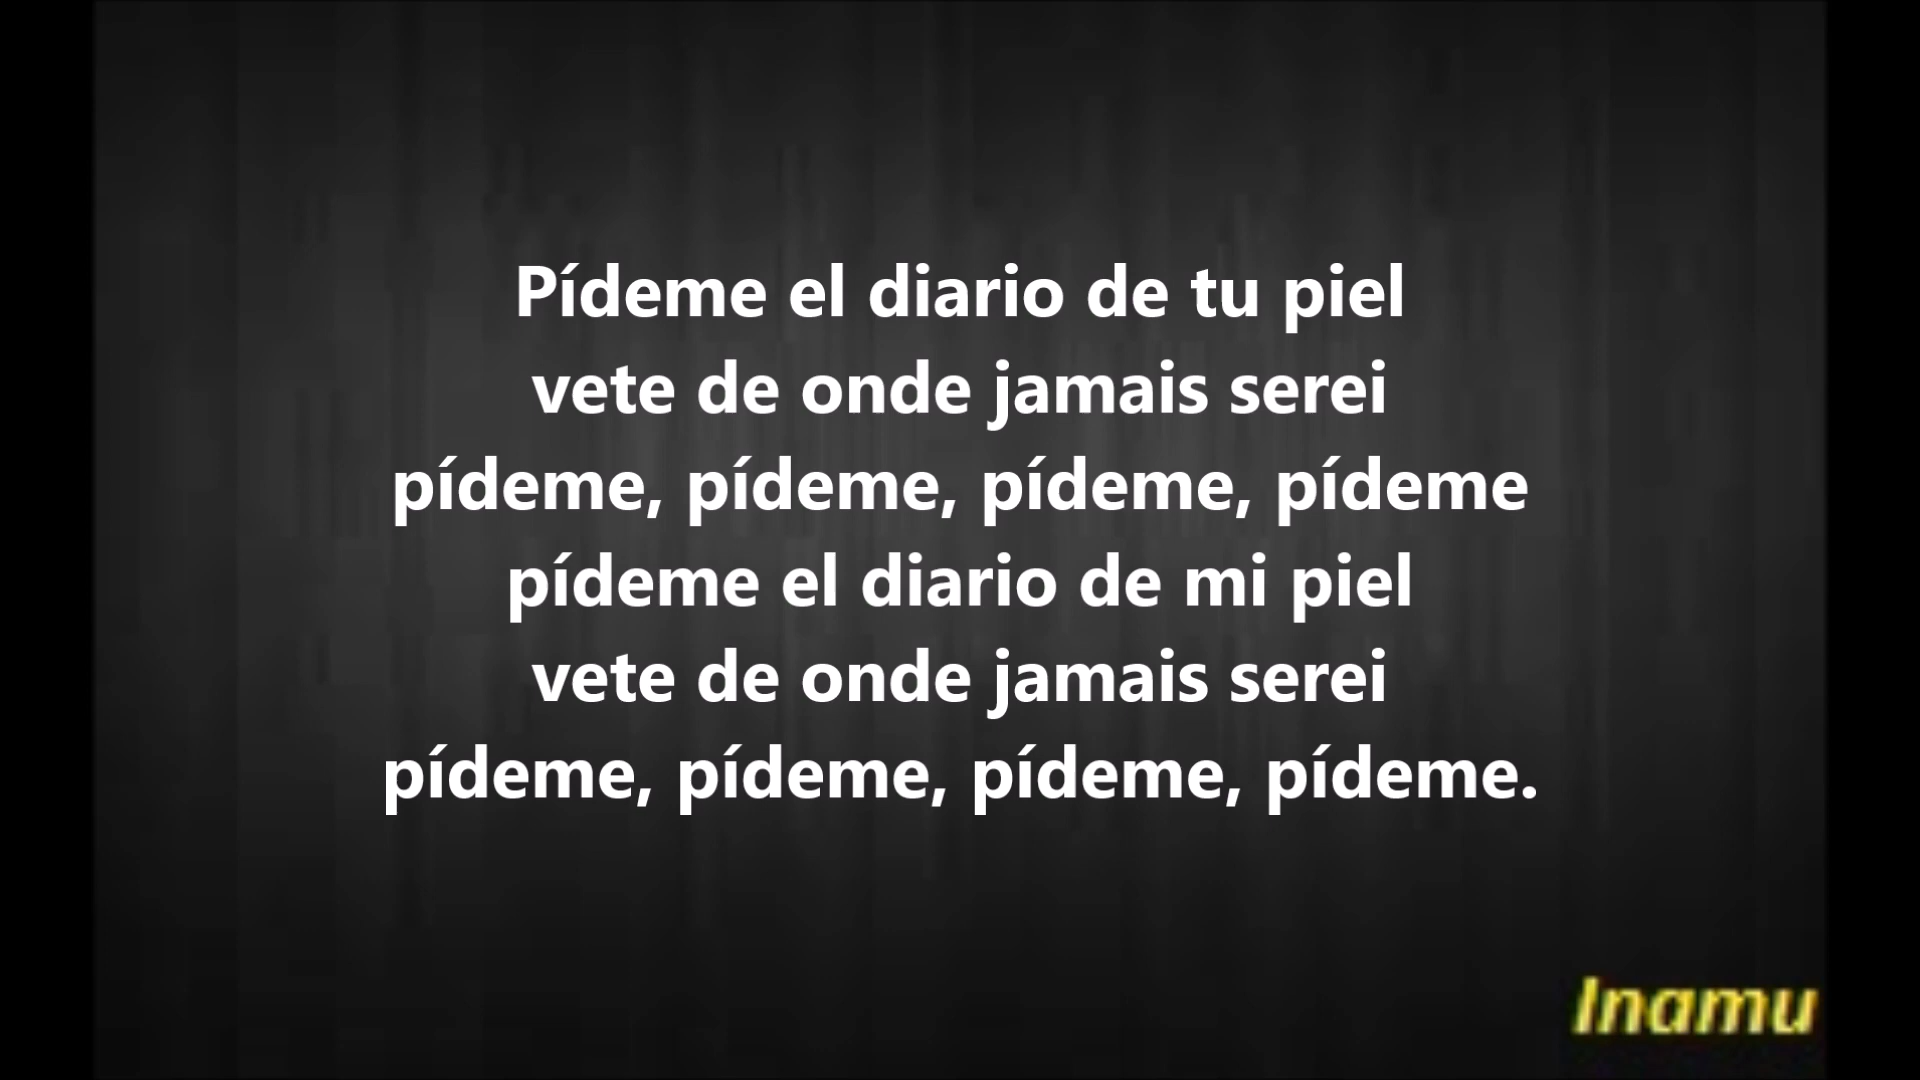 Pídeme el diario de tu piel
vete de onde jamais serei
pídeme, pídeme, pídeme, pídeme
pídeme el diario de mi piel
vete de onde jamais serei
pídeme, pídeme, pídeme, pídeme.
Inamu